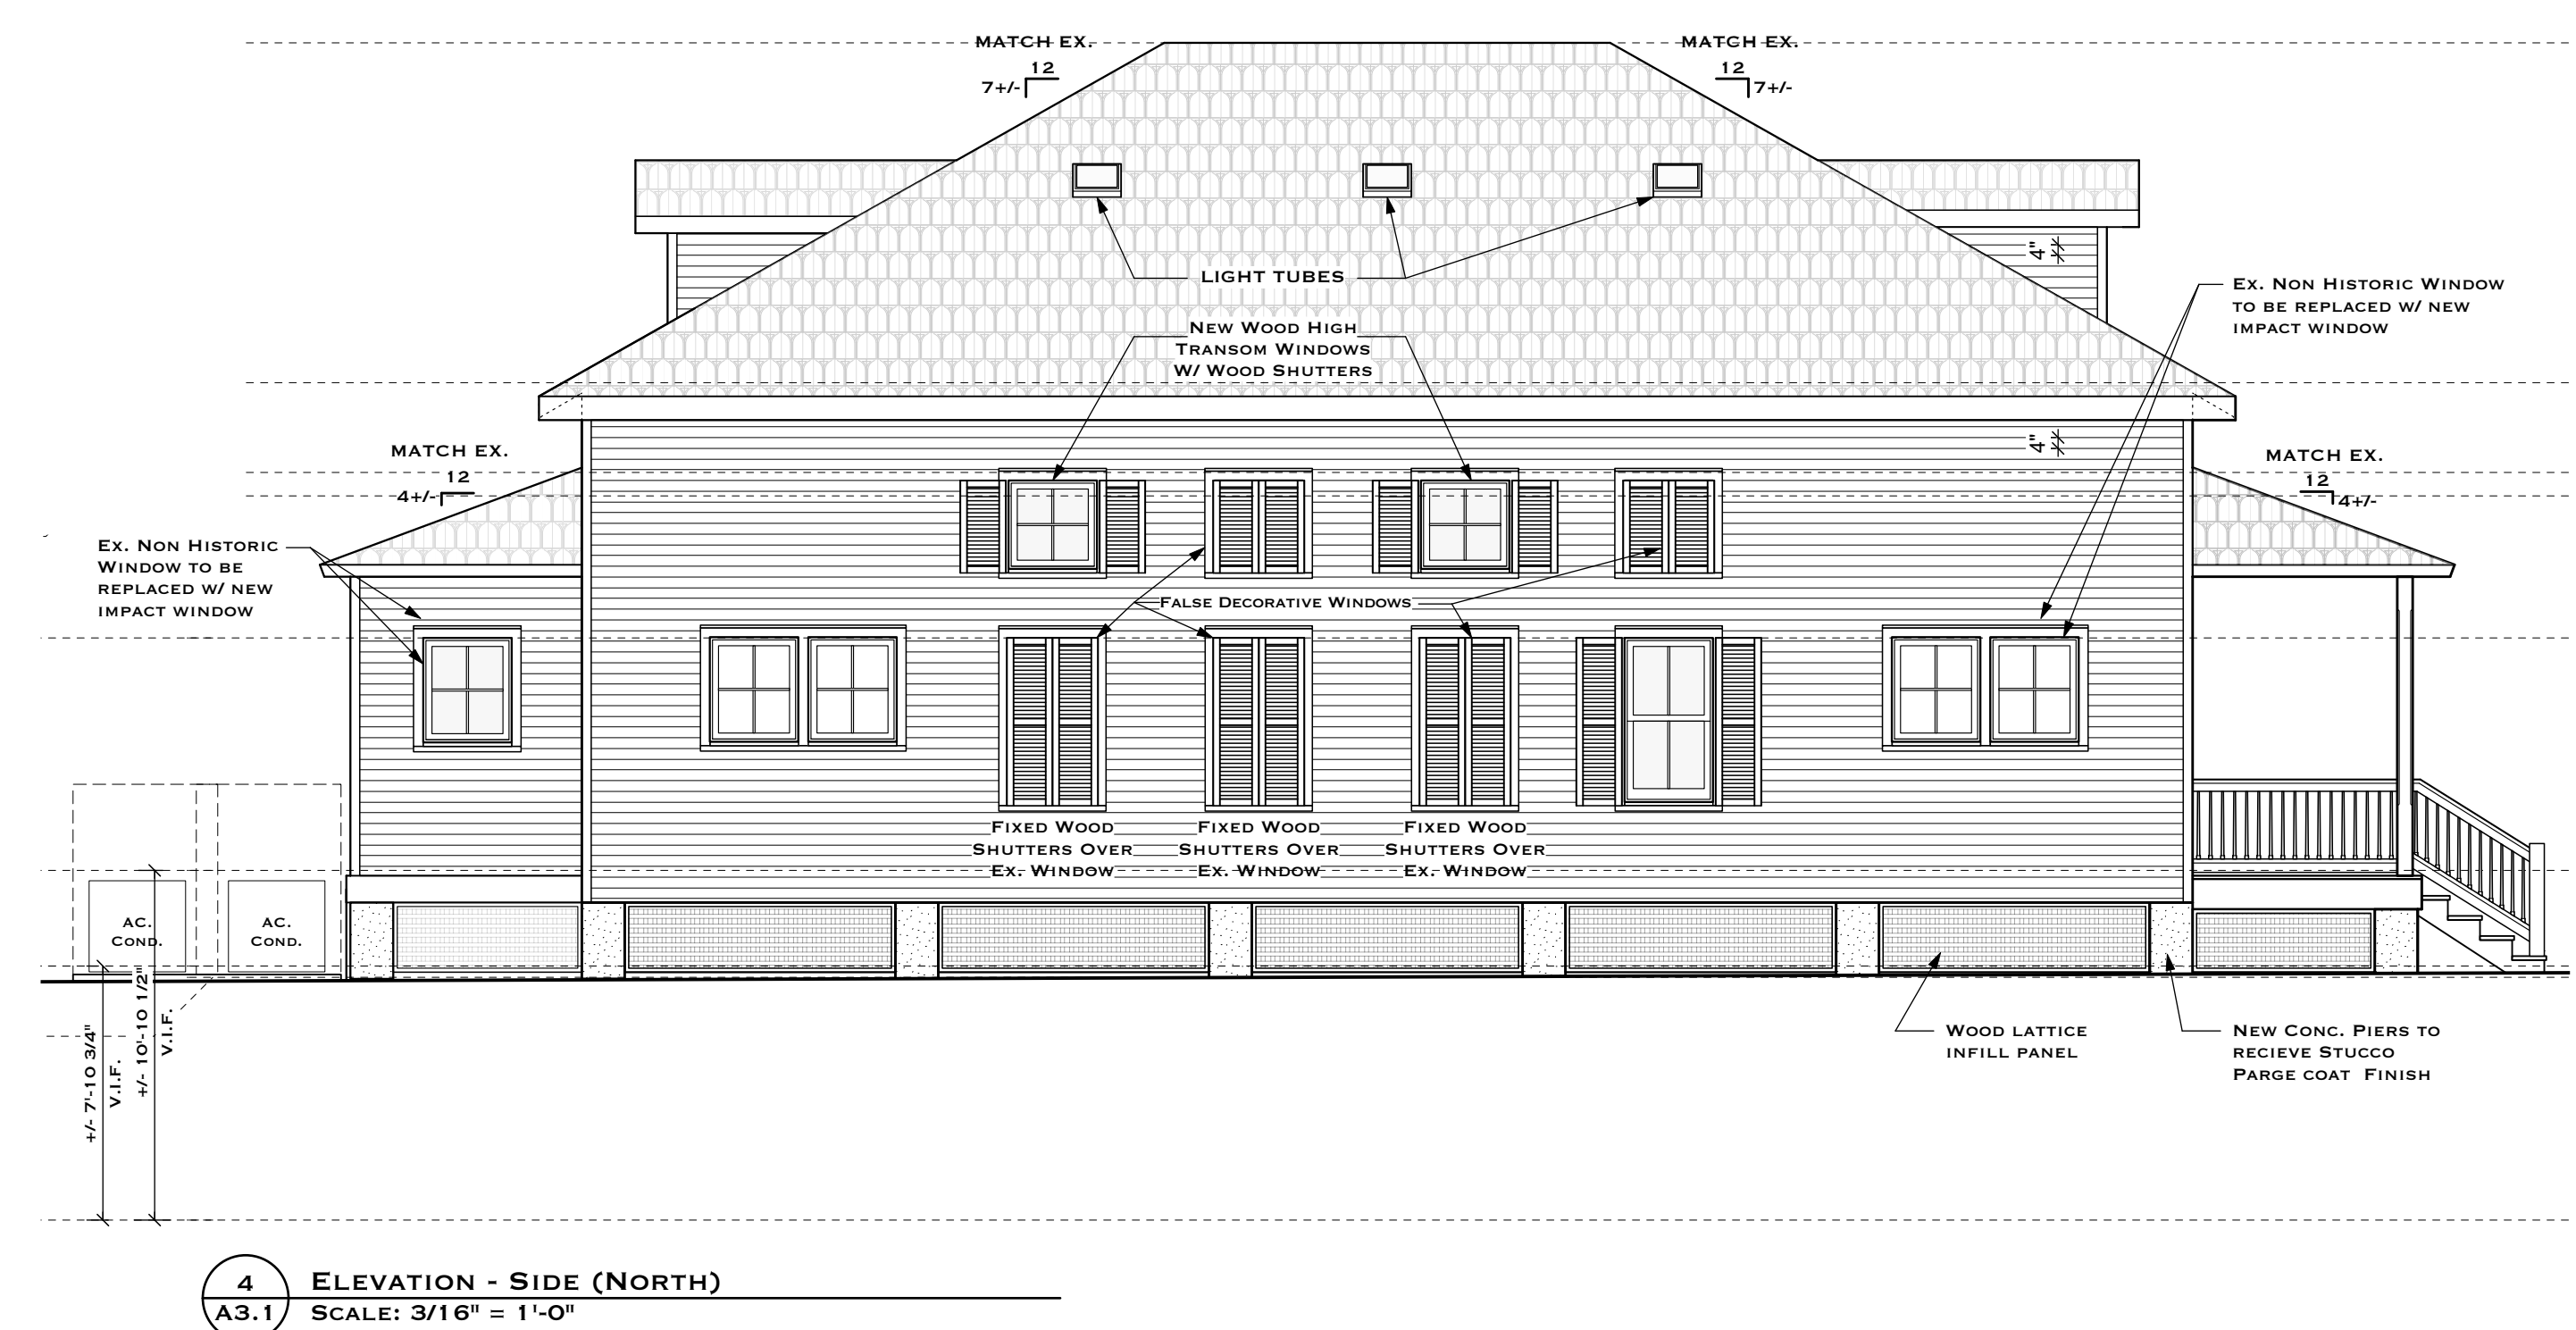 MATCH EX.
12
7+/-
MATCH EX.
12
7+/-
4"
LIGHT TUBES
EX. NON HISTORIC WINDOW
TO BE REPLACED W/ NEW
IMPACT WINDOW
NEW WOOD HIGH
TRANSOM WINDOWS
W/ WOOD SHUTTERS
4"
MATCH EX.
12
4+/-
MATCH EX.
12
4+/-
EX. NON HISTORIC
WINDOW TO BE
REPLACED W/ NEW
IMPACT WINDOW
FALSE DECORATIVE WINDOWS
FIXED WOOD
SHUTTERS OVER
EX. WINDOW
FIXED WOOD
SHUTTERS OVER
EX. WINDOW
FIXED WOOD
SHUTTERS OVER
EX. WINDOW
AC.
COND.
AC.
COND.
+/- 7'-10 3/4"
V.I.F.
+/- 10'-10 1/2"
V.I.F.
WOOD LATTICE
INFILL PANEL
NEW CONC. PIERS TO
RECIEVE STUCCO
PARGE COAT FINISH
4
A3.1
ELEVATION - SIDE (NORTH)
SCALE: 3/16" = 1'-0"